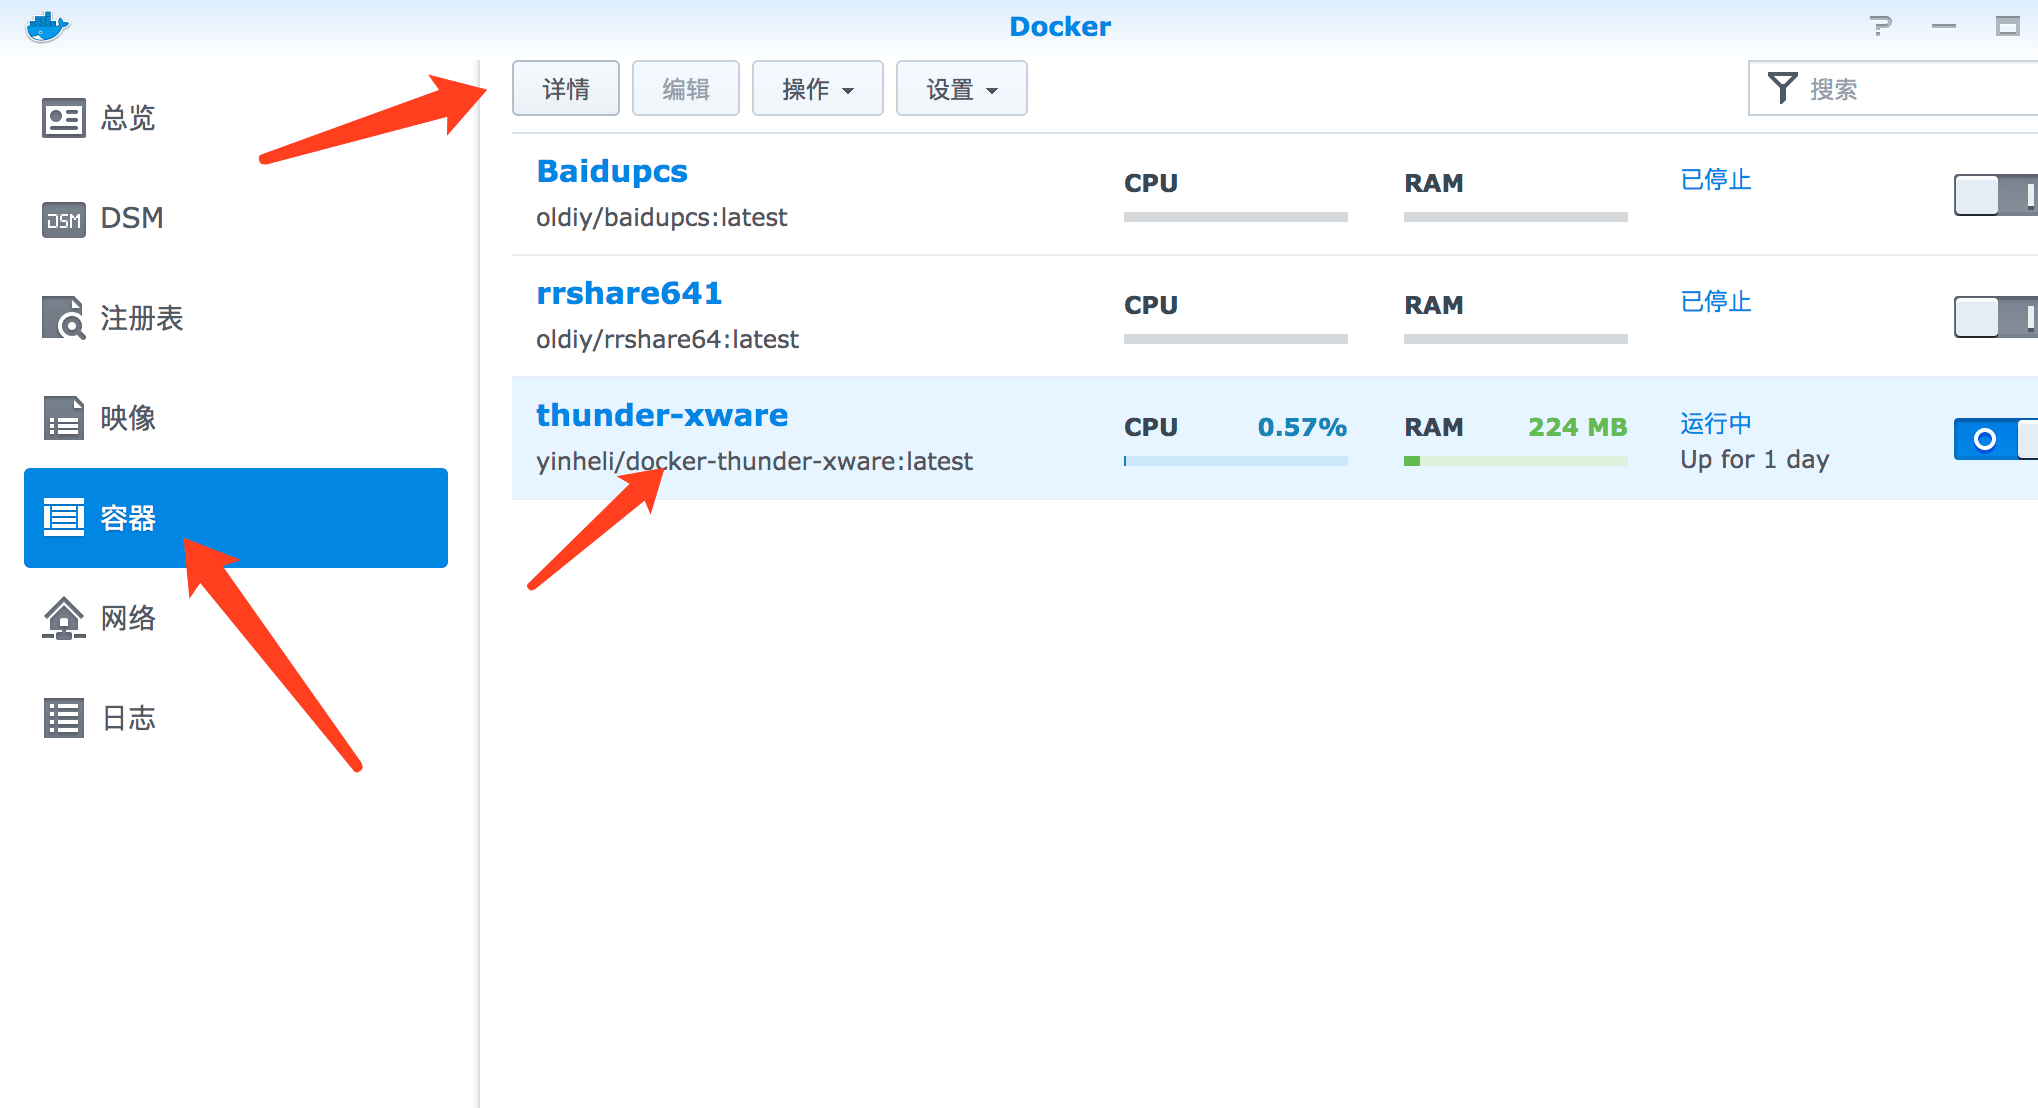 Docker
总览
DSM
DSM
注册表
映像
容器
网络
日志
详情
编辑
操作
设置
搜索
Baidupcs
oldiy/baidupcs:latest
CPU
RAM
已停止
rrshare641
oldiy/rrshare64:latest
CPU
RAM
已停止
thunder-xware
yinheli/docker-thunder-xware:latest
CPU 0.57%
RAM 224 MB
运行中
Up for 1 day